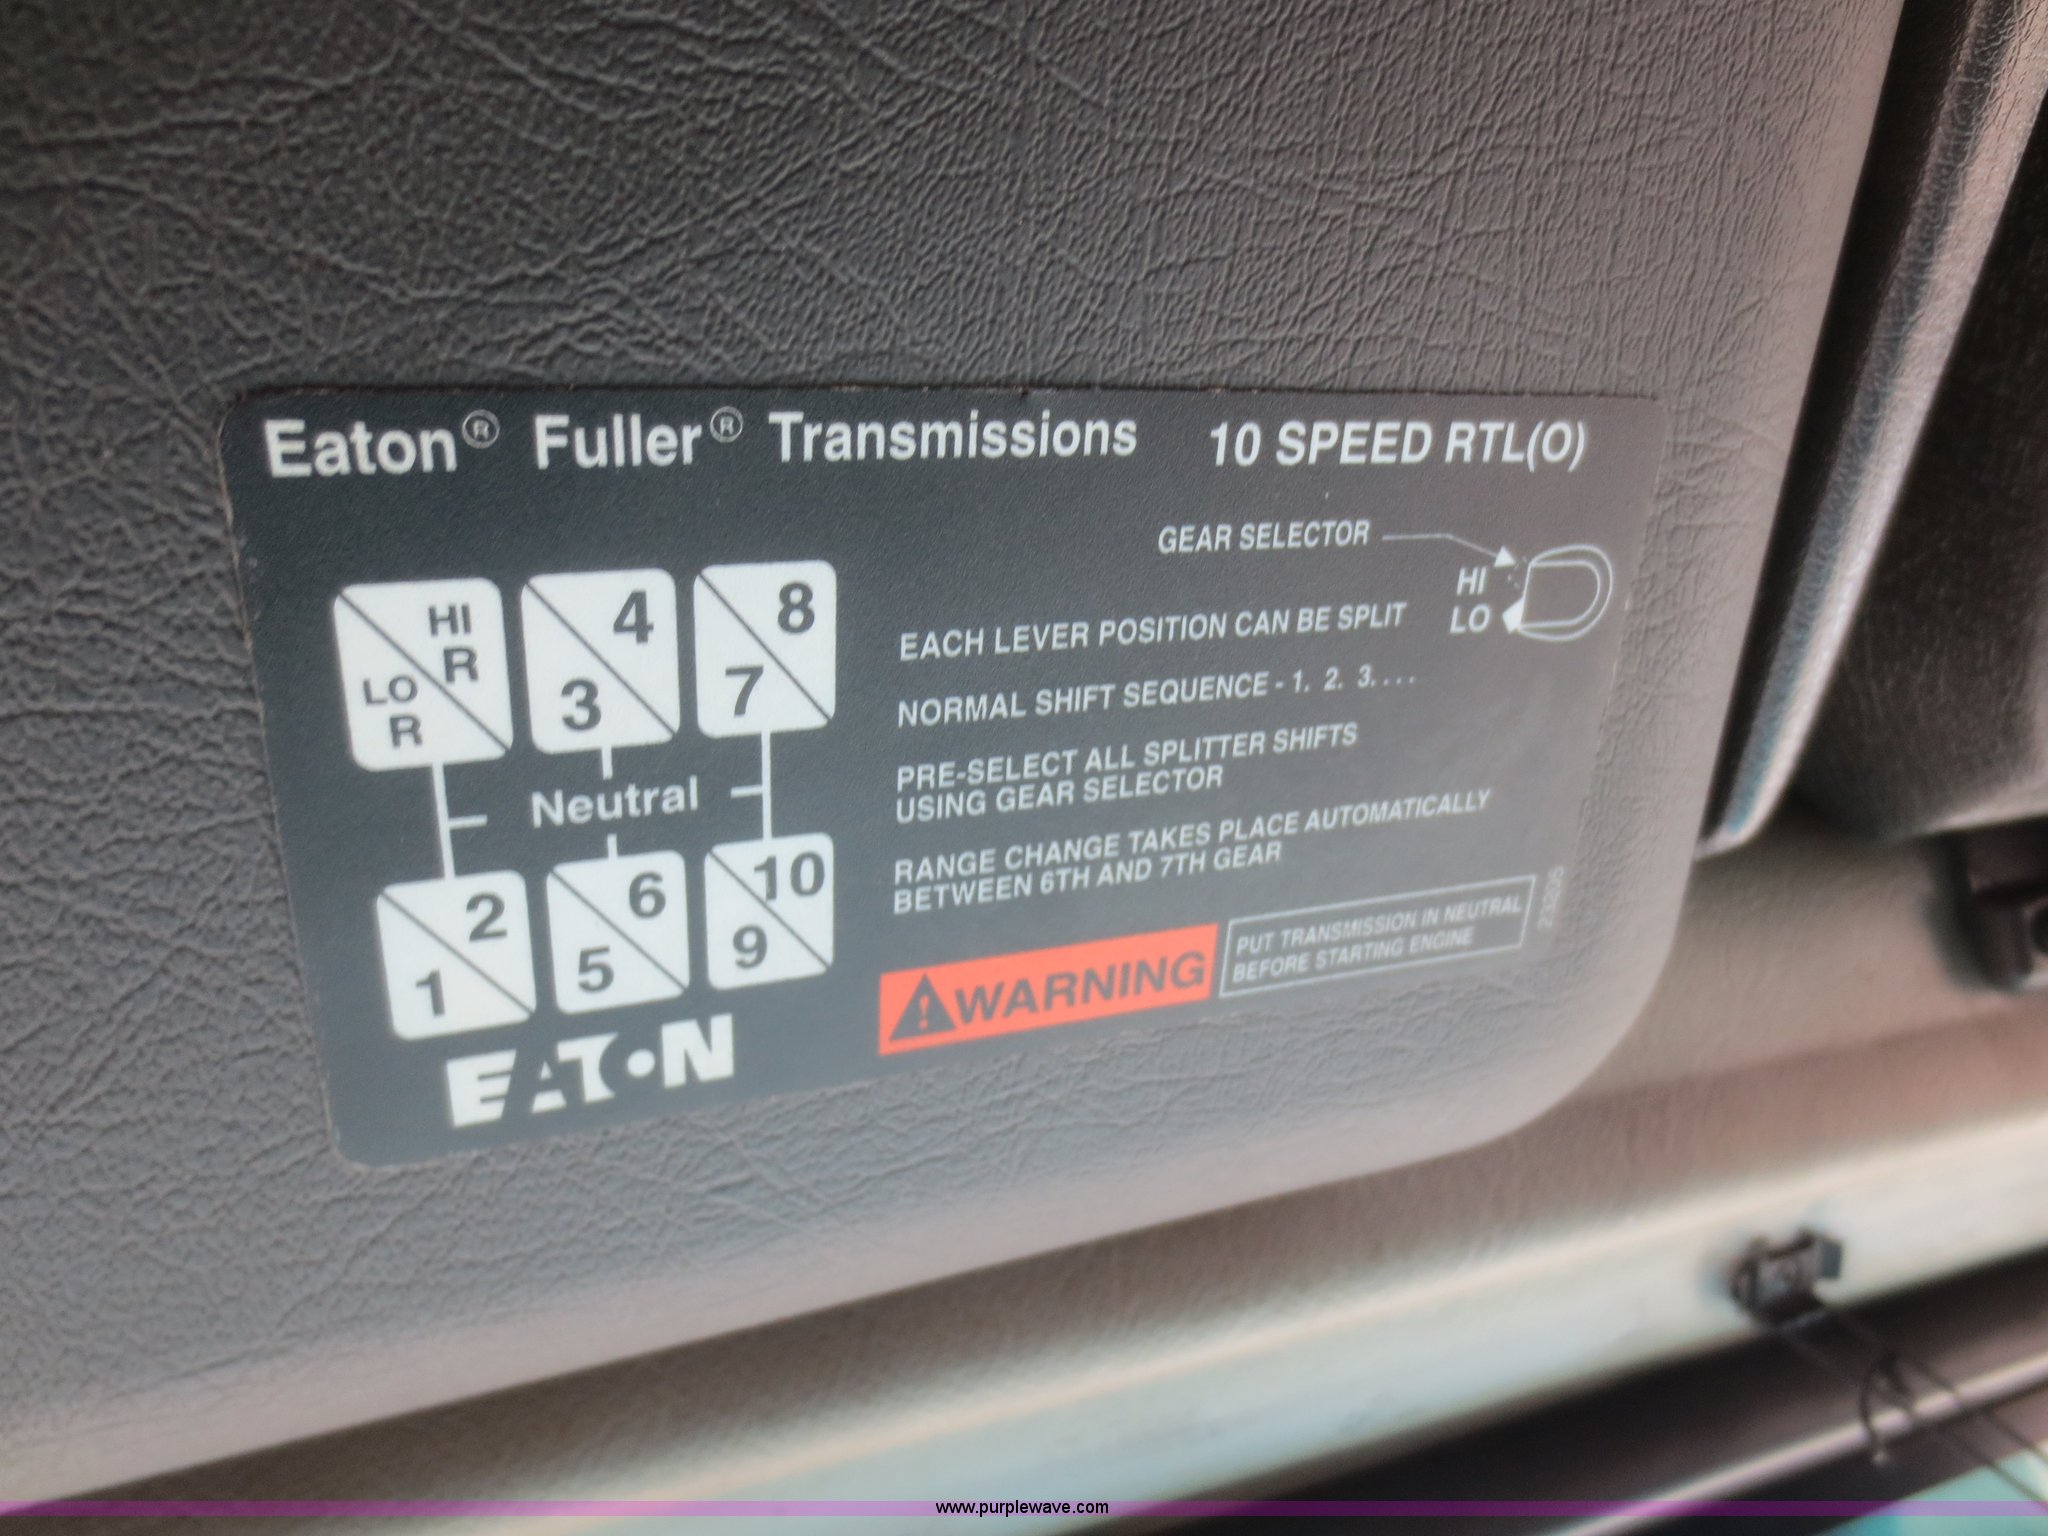 Eaton® Fuller® Transmissions 10 SPEED RTL(O)
GEAR SELECTOR
HI
LO
HI
R
LO
R
4
3
8
7
Neutral
2
1
6
5
10
9
EATON
EACH LEVER POSITION CAN BE SPLIT
NORMAL SHIFT SEQUENCE - 1. 2. 3. . . .
PRE-SELECT ALL SPLITTER SHIFTS
USING GEAR SELECTOR
RANGE CHANGE TAKES PLACE AUTOMATICALLY
BETWEEN 6TH AND 7TH GEAR
WARNING
PUT TRANSMISSION IN NEUTRAL
BEFORE STARTING ENGINE
www.purplewave.com